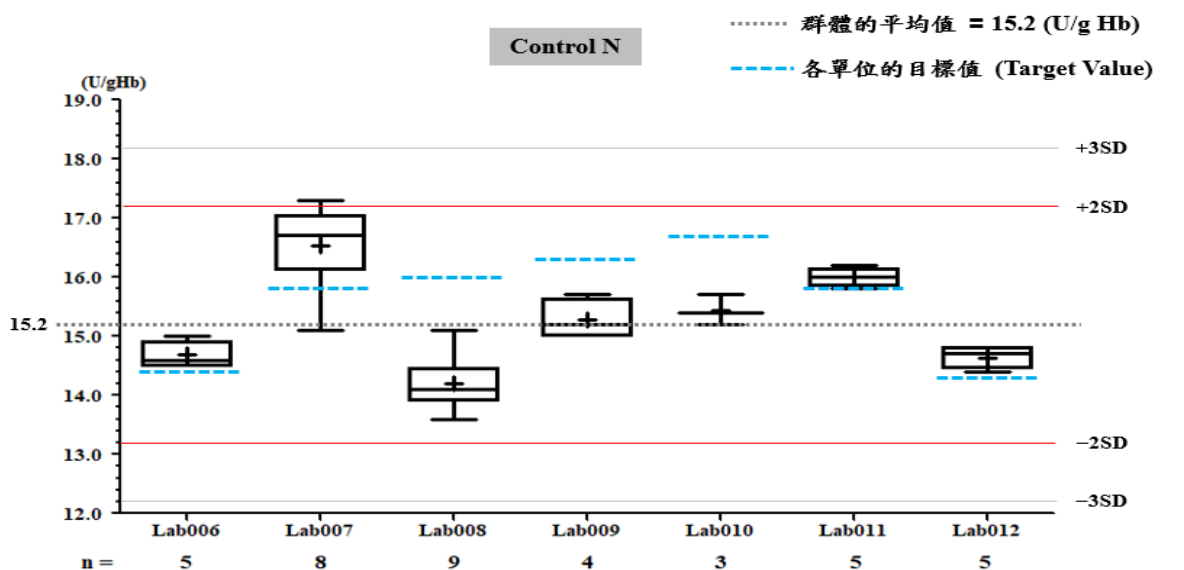 群體的平均值 = 15.2 (U/g Hb)
Control N
各單位的目標值 (Target Value)
(U/gHb)
19.0
+3SD
18.0
+2SD
17.0
16.0
15.2
15.0
14.0
−2SD
13.0
−3SD
12.0
Lab006 Lab007 Lab008 Lab009 Lab010 Lab011 Lab012
n = 5 8 9 4 3 5 5